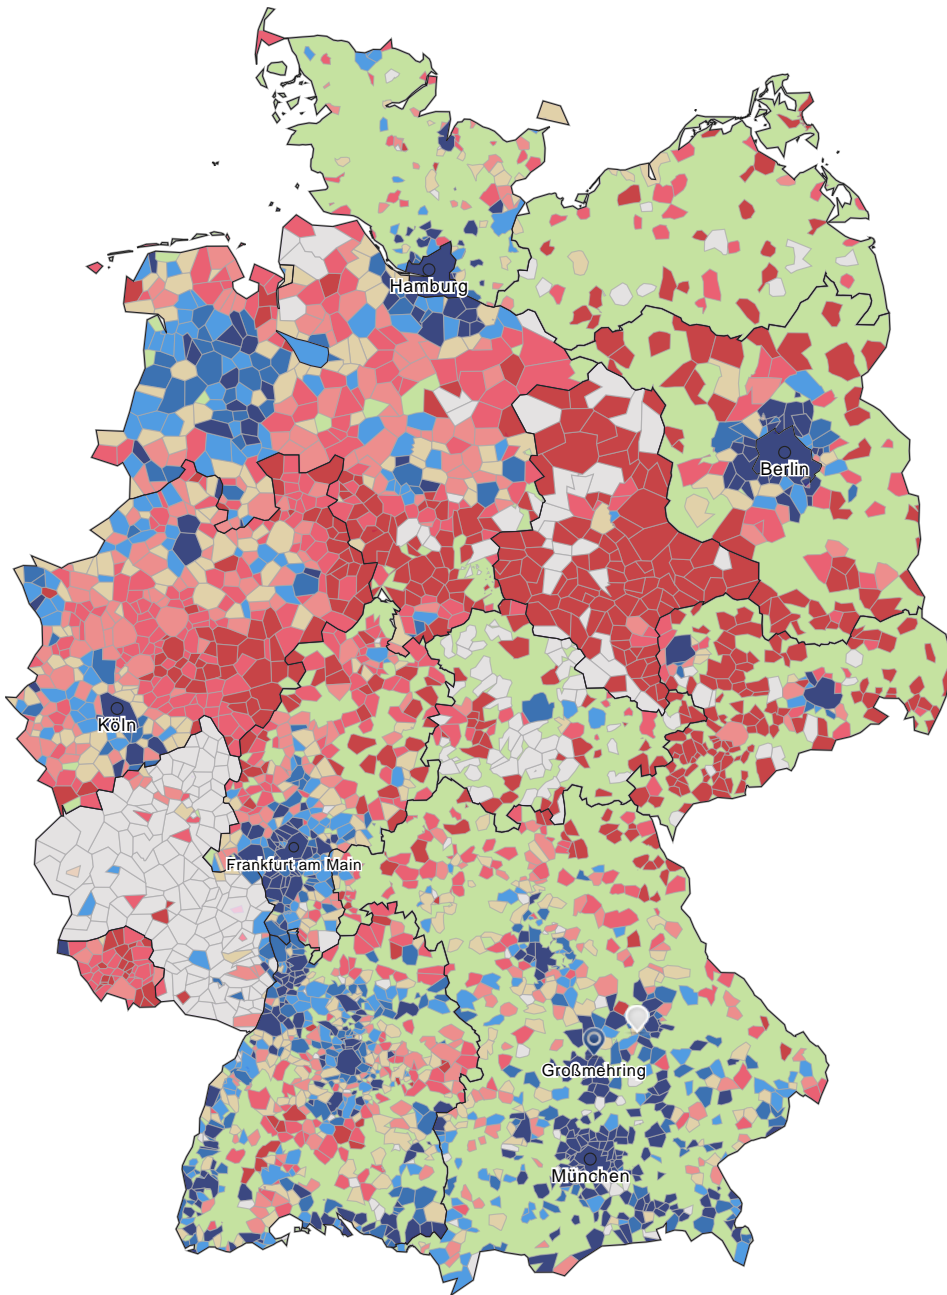 Hamburg
Berlin
Köln
Frankfurt am Main
Großmehring
München